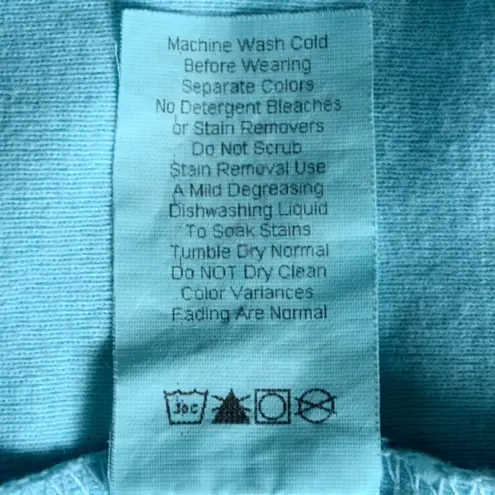 Machine Wash Cold
Before Wearing
Separate Colors
No Detergent Bleaches
or Stain Removers
Do Not Scrub
Stain Removal Use
A Mild Degreasing
Dishwashing Liquid
To Soak Stains
Tumble Dry Normal
Do NOT Dry Clean
Color Variances
Fading Are Normal
30C